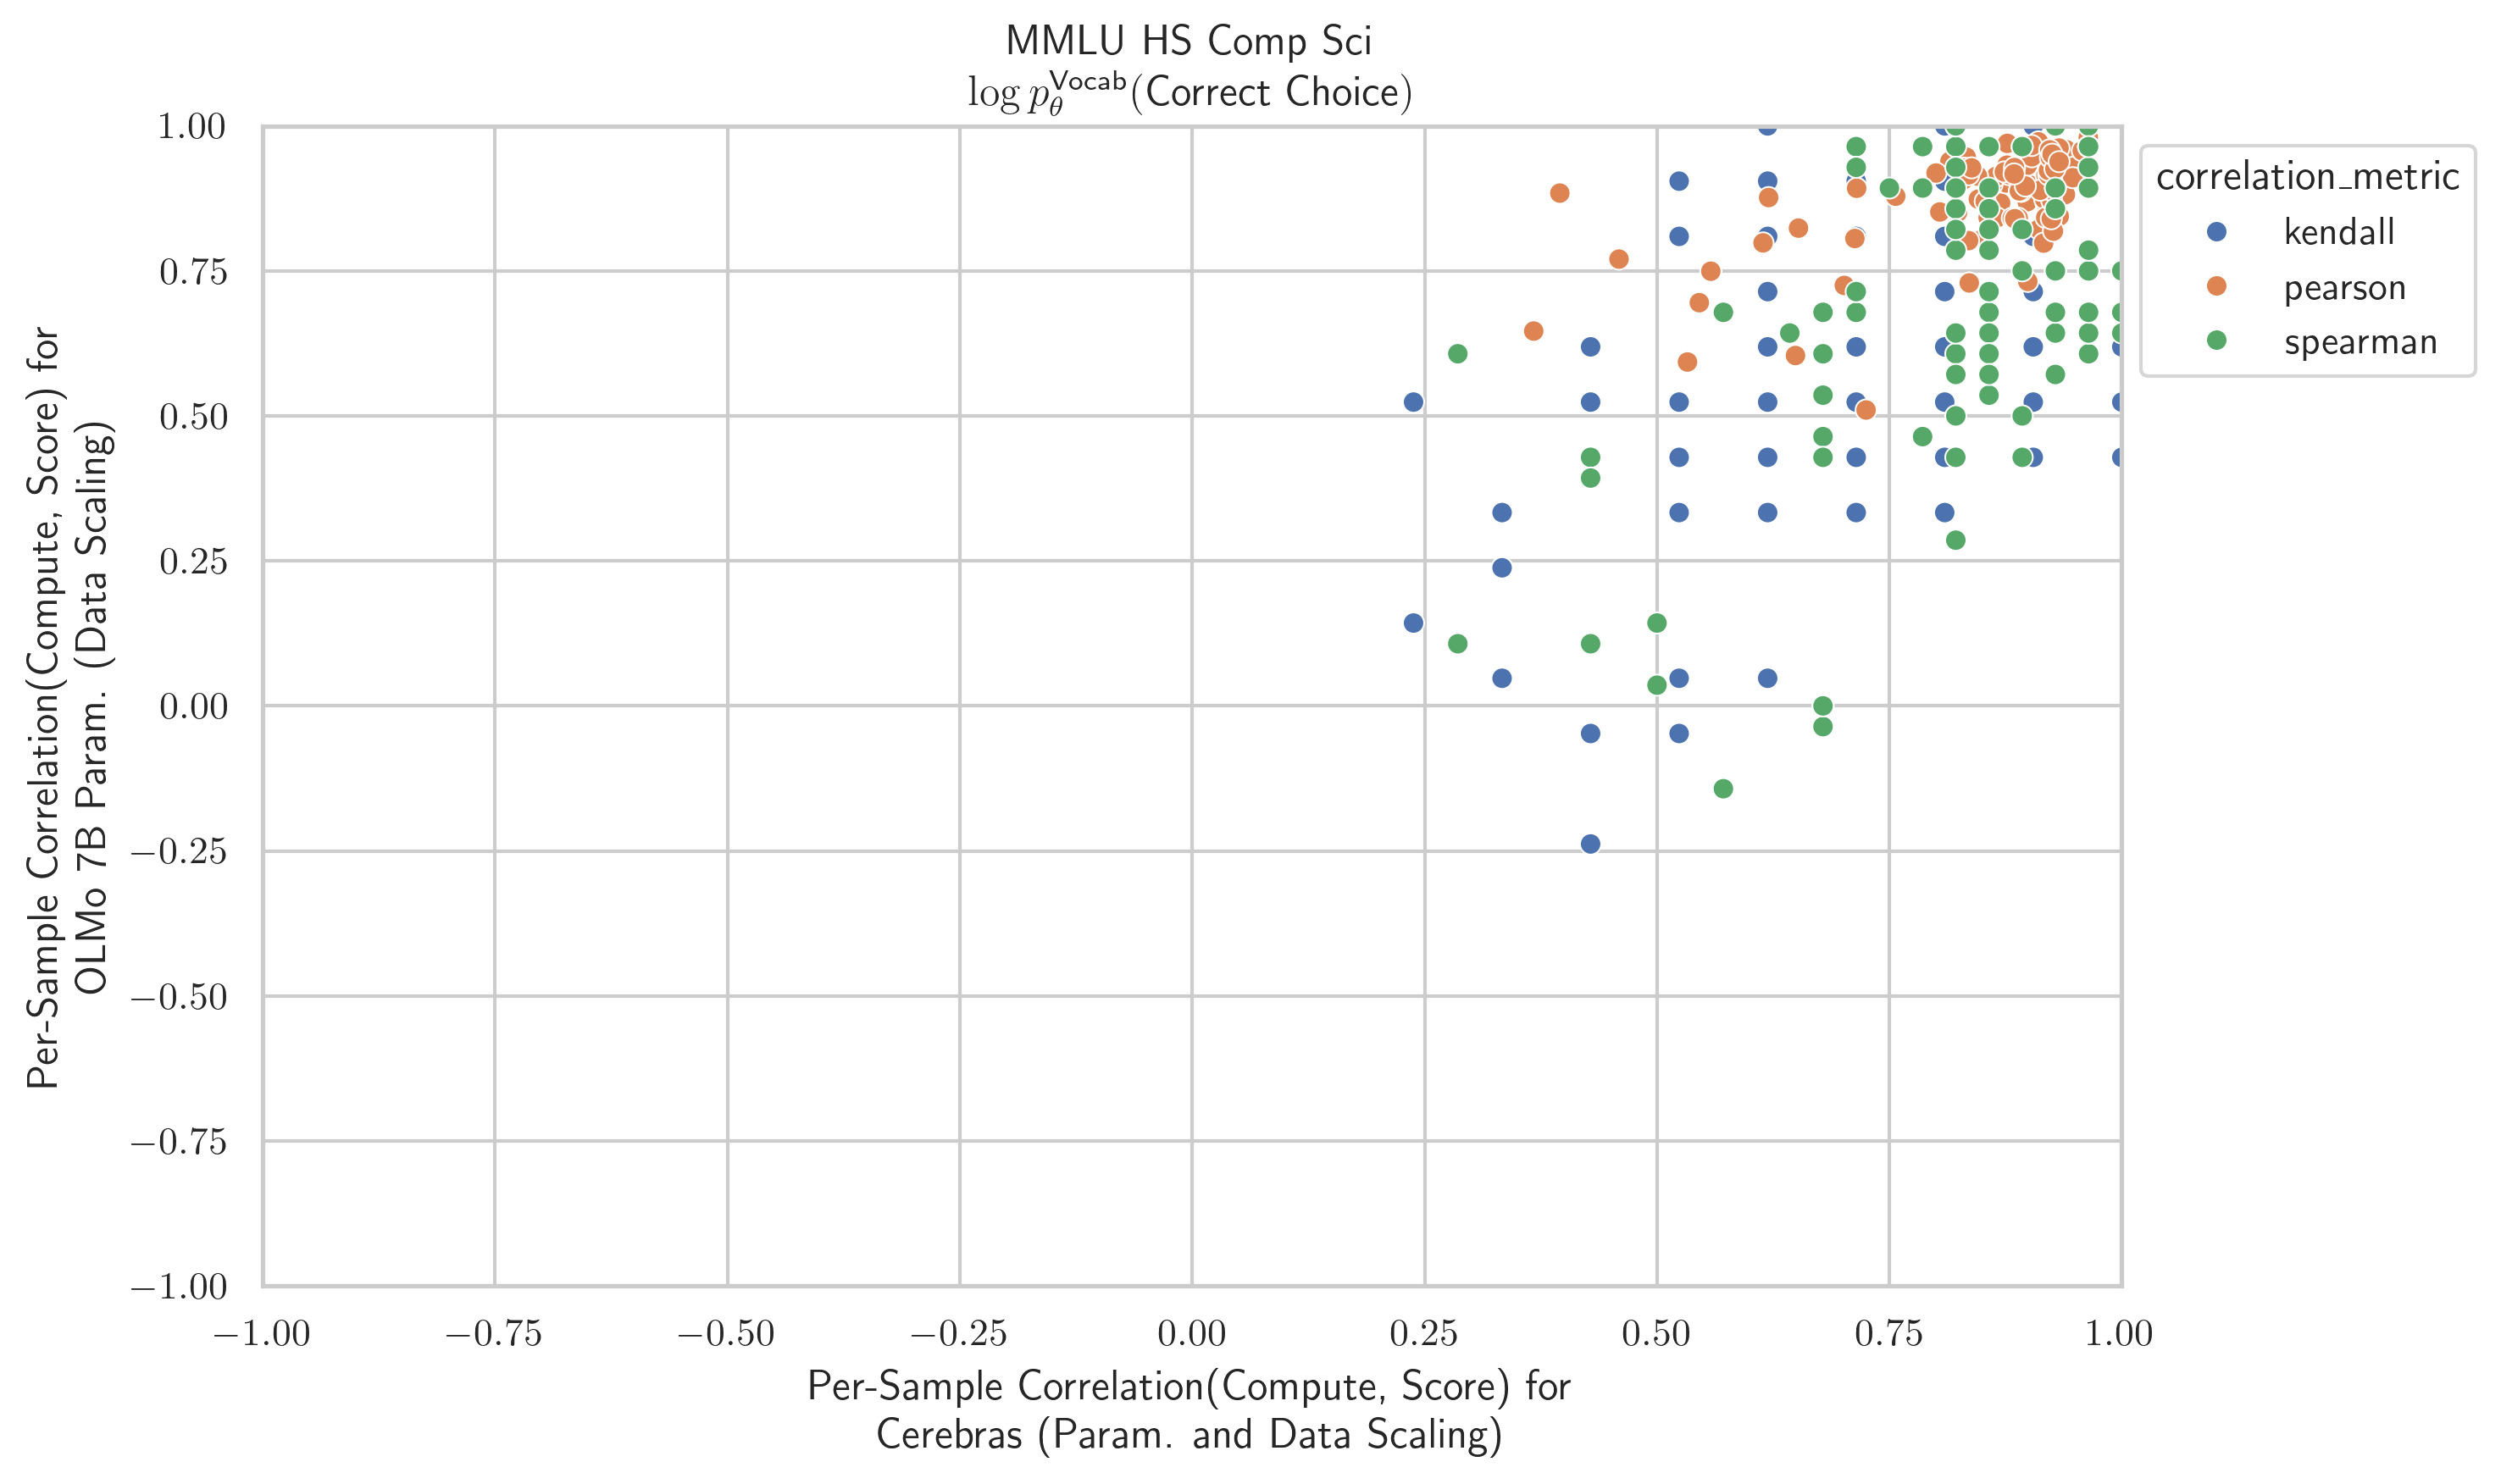 MMLU HS Comp Sci
log p_θ^Vocab(Correct Choice)
1.00
0.75
0.50
0.25
0.00
−0.25
−0.50
−0.75
−1.00
Per-Sample Correlation(Compute, Score) for
OLMo 7B Param. (Data Scaling)
−1.00
−0.75
−0.50
−0.25
0.00
0.25
0.50
0.75
1.00
Per-Sample Correlation(Compute, Score) for
Cerebras (Param. and Data Scaling)
correlation_metric
kendall
pearson
spearman